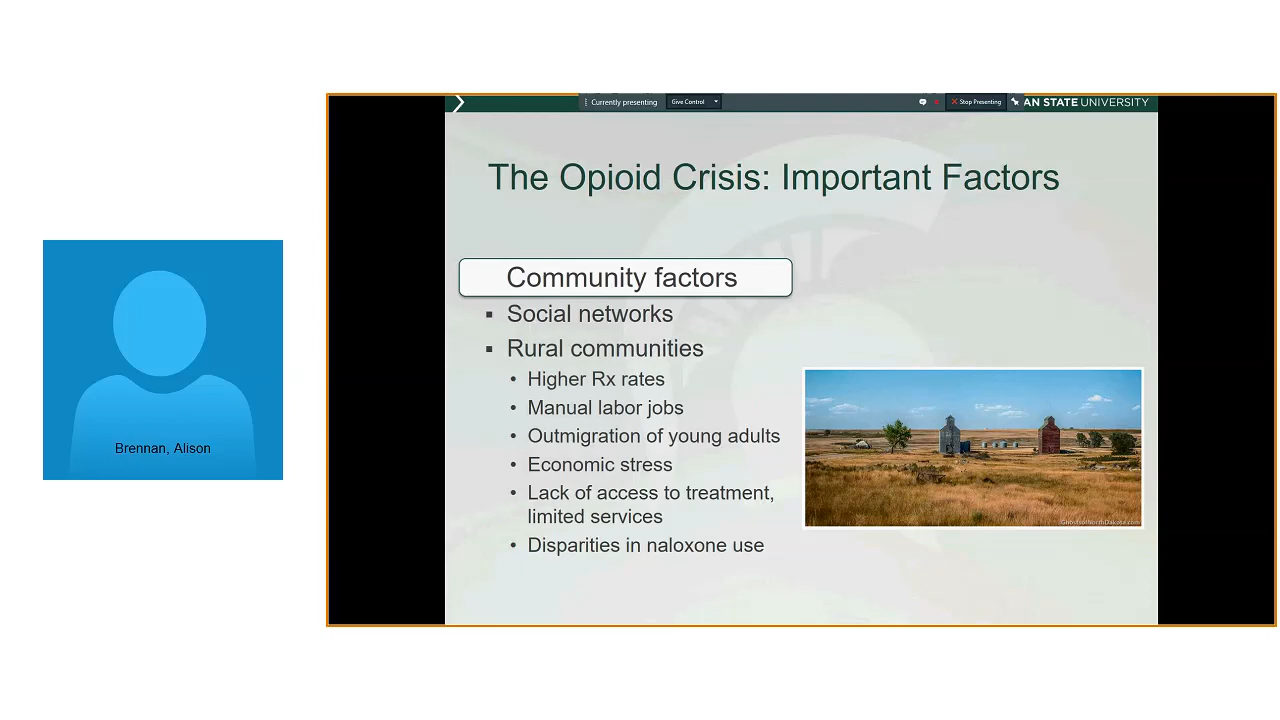 Currently presenting
Give Control
Stop Presenting
AN STATE UNIVERSITY
The Opioid Crisis: Important Factors
Community factors
▪ Social networks
▪ Rural communities
• Higher Rx rates
• Manual labor jobs
• Outmigration of young adults
• Economic stress
• Lack of access to treatment,
limited services
• Disparities in naloxone use
GhostsofNorthDakota.com
Brennan, Alison